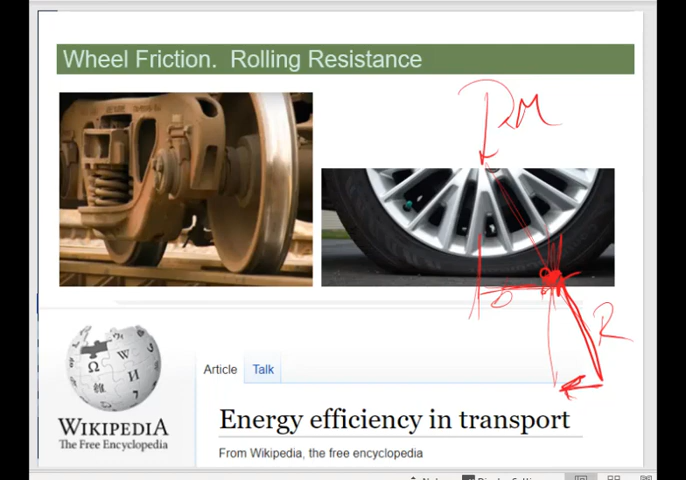 Wheel Friction. Rolling Resistance
R
Ω
W
И
WIKIPEDIA
The Free Encyclopedia
Article
Talk
Energy efficiency in transport
From Wikipedia, the free encyclopedia